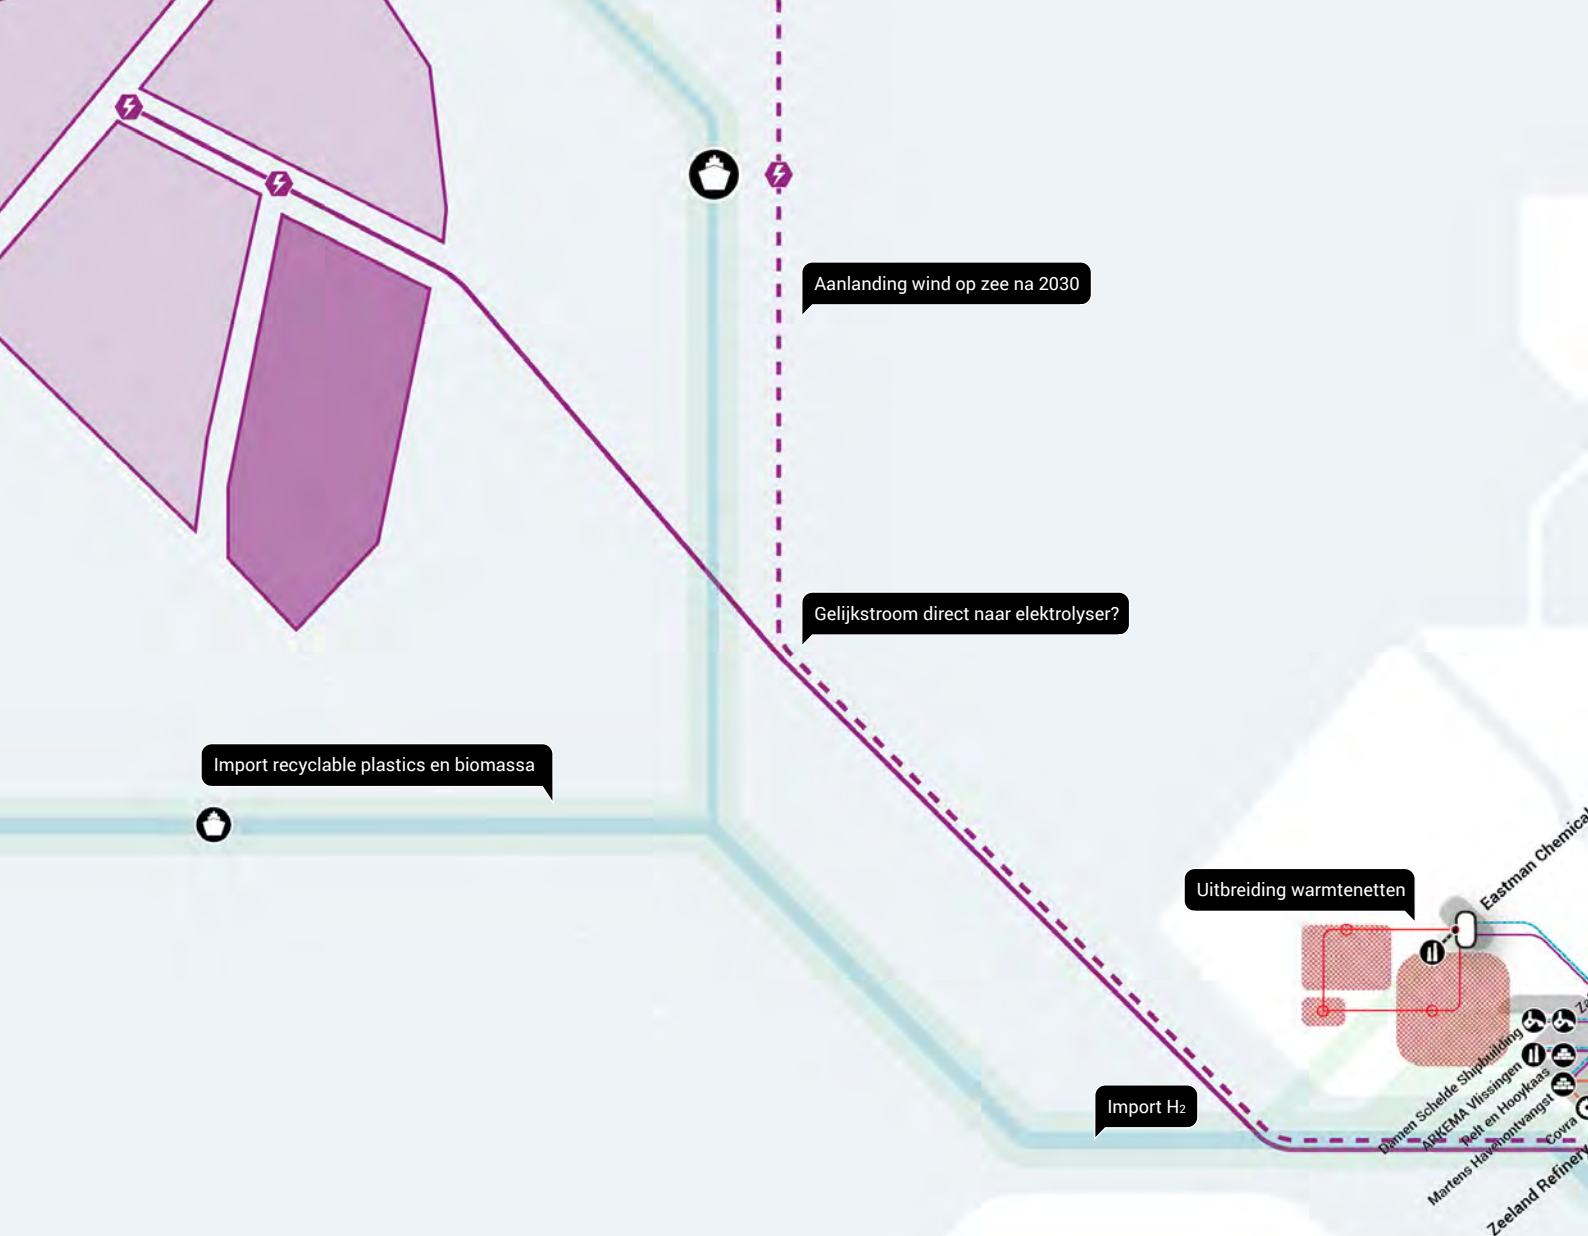 Aanlanding wind op zee na 2030
Gelijkstroom direct naar elektrolyser?
Import recyclable plastics en biomassa
Uitbreiding warmtenetten
Eastman Chemical
Import H2
Damen Schelde Shipbuilding
ARKEMA Vlissingen
Relt en Hooykaas
Martens Havenontvangst
Covra
Zeeland Refinery